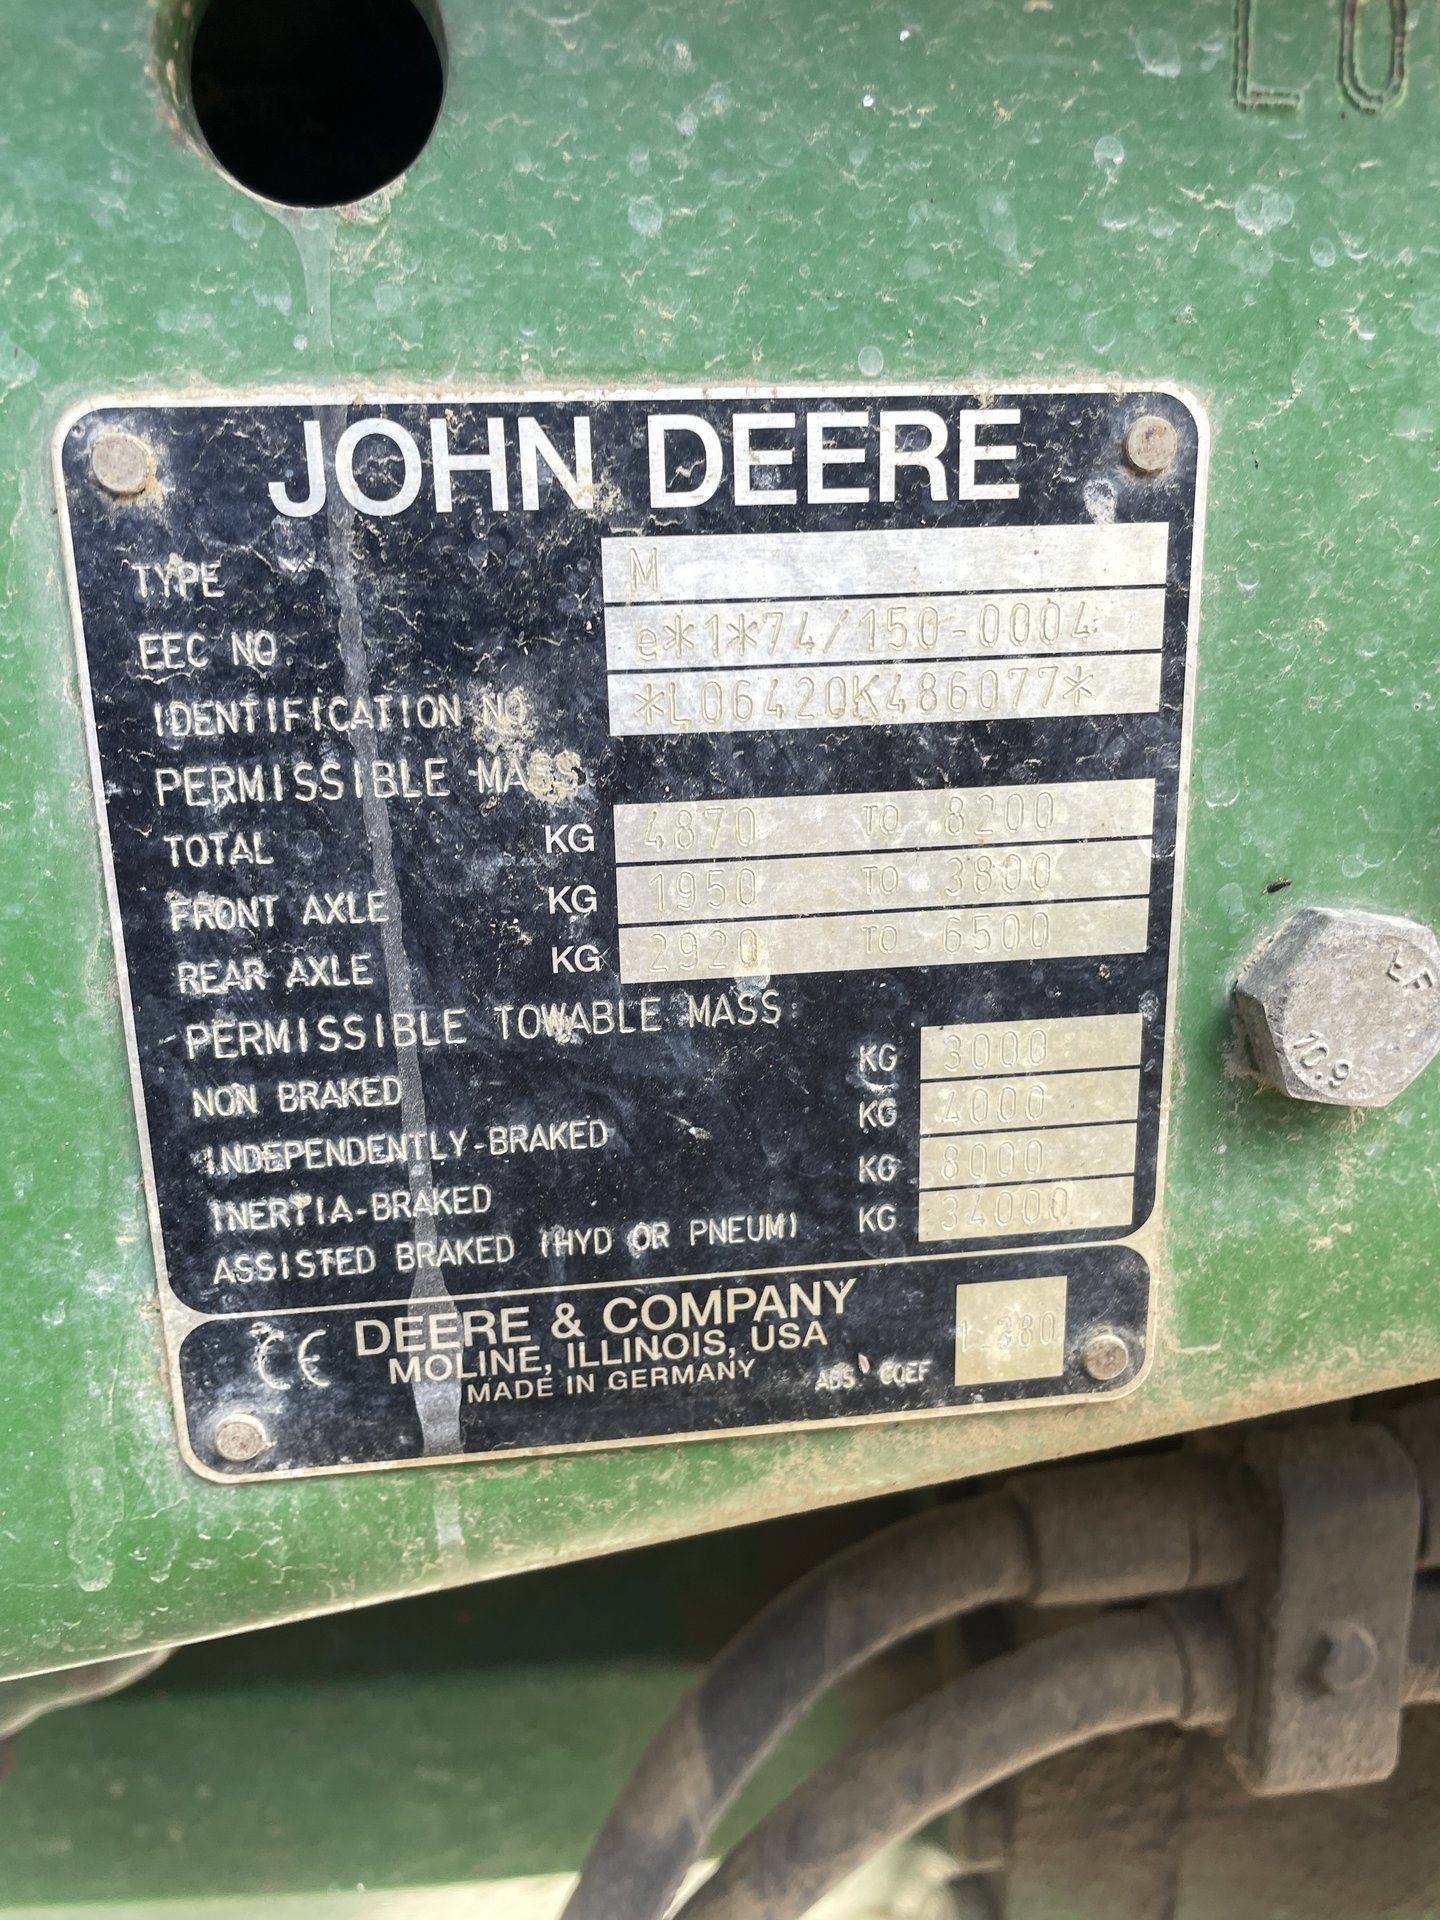 LO
JOHN DEERE
TYPE M
EEC NO. e*1*74/150-0004
IDENTIFICATION NO *L06420K486077*
PERMISSIBLE MASS
TOTAL KG 4870 TO 8200
FRONT AXLE KG 1950 TO 3800
REAR AXLE KG 2920 TO 6500
PERMISSIBLE TOWABLE MASS
NON BRAKED KG 3000
INDEPENDENTLY-BRAKED KG 4000
INERTIA-BRAKED KG 8000
ASSISTED BRAKED (HYD OR PNEUM) KG 34000
CE DEERE & COMPANY
MOLINE, ILLINOIS, USA
MADE IN GERMANY
ABS COEF
10.9